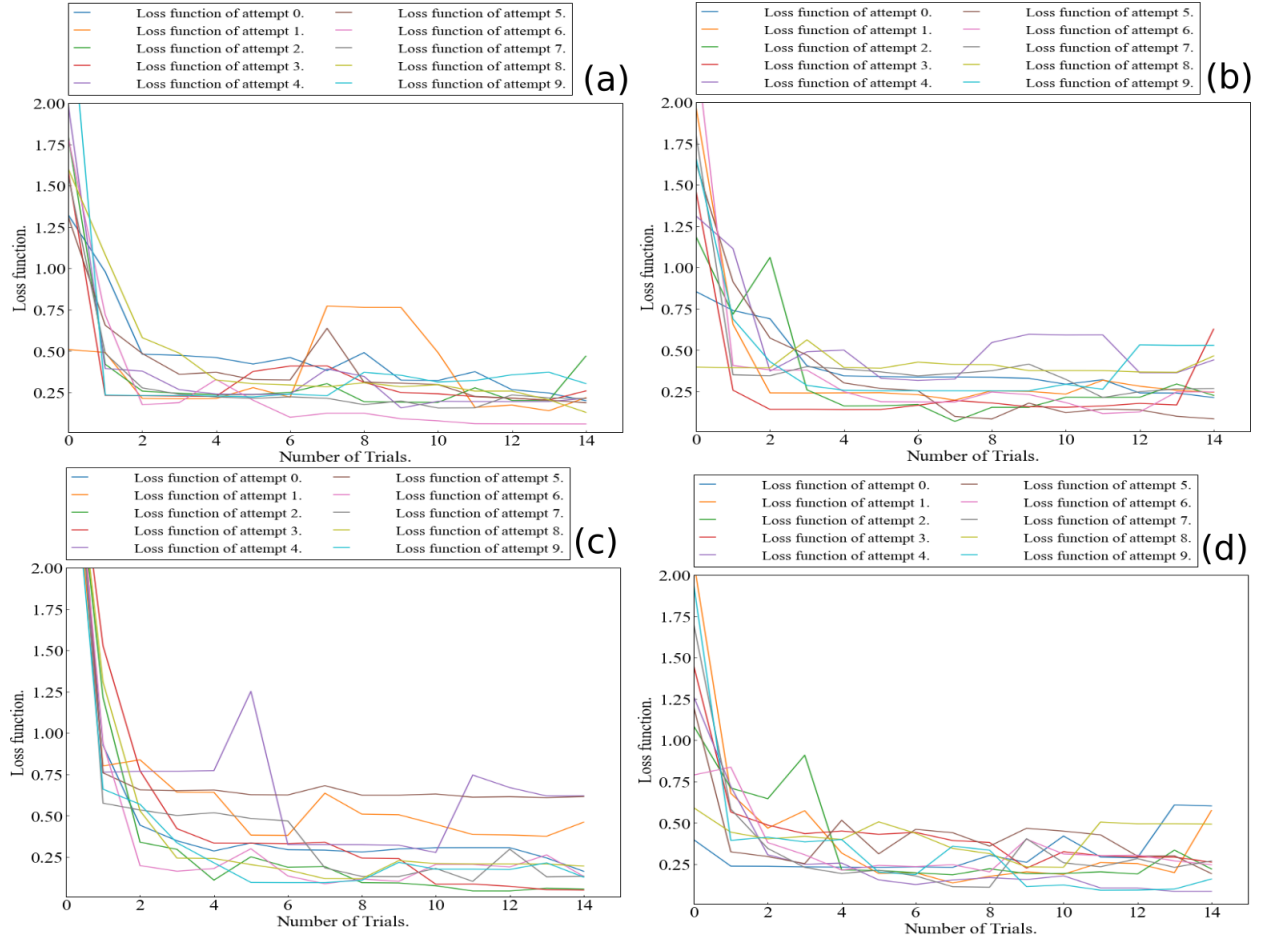 Loss function of attempt 0. Loss function of attempt 5.
Loss function of attempt 1. Loss function of attempt 6.
Loss function of attempt 2. Loss function of attempt 7.
Loss function of attempt 3. Loss function of attempt 8.
Loss function of attempt 4. Loss function of attempt 9.
(a)
2.00
1.75
1.50
1.25
1.00
0.75
0.50
0.25
Loss function.
0 2 4 6 8 10 12 14
Number of Trials.
Loss function of attempt 0. Loss function of attempt 5.
Loss function of attempt 1. Loss function of attempt 6.
Loss function of attempt 2. Loss function of attempt 7.
Loss function of attempt 3. Loss function of attempt 8.
Loss function of attempt 4. Loss function of attempt 9.
(b)
2.00
1.75
1.50
1.25
1.00
0.75
0.50
0.25
Loss function.
0 2 4 6 8 10 12 14
Number of Trials.
Loss function of attempt 0. Loss function of attempt 5.
Loss function of attempt 1. Loss function of attempt 6.
Loss function of attempt 2. Loss function of attempt 7.
Loss function of attempt 3. Loss function of attempt 8.
Loss function of attempt 4. Loss function of attempt 9.
(c)
2.00
1.75
1.50
1.25
1.00
0.75
0.50
0.25
Loss function.
0 2 4 6 8 10 12 14
Number of Trials.
Loss function of attempt 0. Loss function of attempt 5.
Loss function of attempt 1. Loss function of attempt 6.
Loss function of attempt 2. Loss function of attempt 7.
Loss function of attempt 3. Loss function of attempt 8.
Loss function of attempt 4. Loss function of attempt 9.
(d)
2.00
1.75
1.50
1.25
1.00
0.75
0.50
0.25
Loss function.
0 2 4 6 8 10 12 14
Number of Trials.